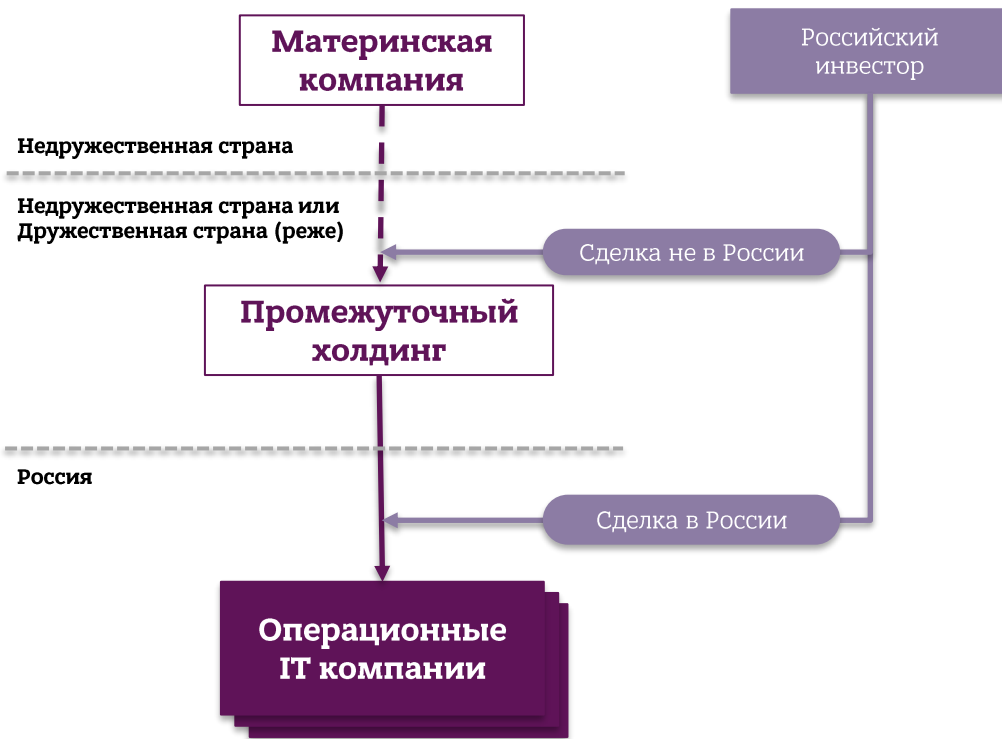 Материнская
компания
Российский
инвестор
Недружественная страна
Недружественная страна или
Дружественная страна (реже)
Сделка не в России
Промежуточный
холдинг
Россия
Сделка в России
Операционные
IT компании